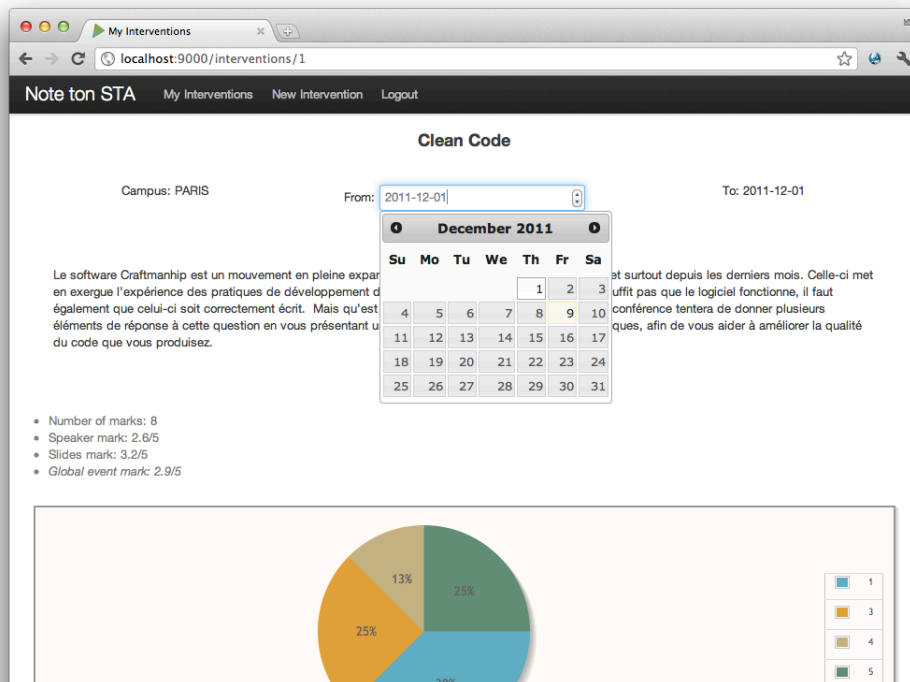 My Interventions
localhost:9000/interventions/1
Note ton STA My Interventions New Intervention Logout
Clean Code
Campus: PARIS
From: 2011-12-01
To: 2011-12-01
December 2011
Su Mo Tu We Th Fr Sa
1 2 3
4 5 6 7 8 9 10
11 12 13 14 15 16 17
18 19 20 21 22 23 24
25 26 27 28 29 30 31
Le software Craftmanhip est un mouvement en pleine expar et surtout depuis les derniers mois. Celle-ci met
en exergue l'expérience des pratiques de développement d uffit pas que le logiciel fonctionne, il faut
également que celui-ci soit correctement écrit. Mais qu'est conférence tentera de donner plusieurs
éléments de réponse à cette question en vous présentant u ques, afin de vous aider à améliorer la qualité
du code que vous produisez.
Number of marks: 8
Speaker mark: 2.6/5
Slides mark: 3.2/5
Global event mark: 2.9/5
13%
25%
25%
1
3
4
5